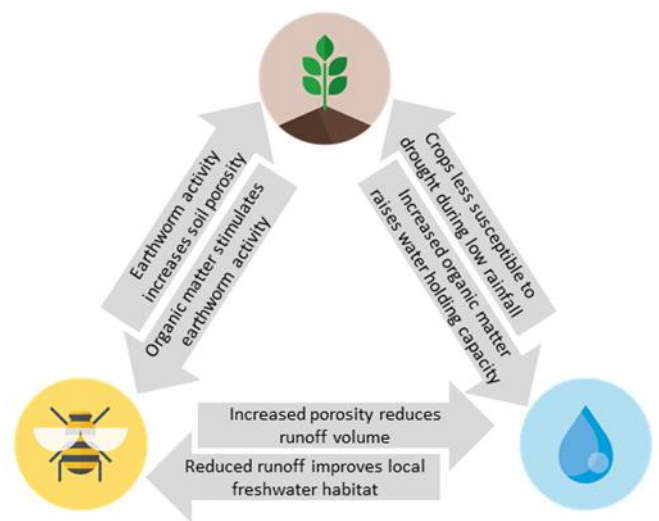 Earthworm activity
increases soil porosity
Organic matter stimulates
earthworm activity
Crops less susceptible to
drought during low rainfall
Increased organic matter
raises water holding capacity
Increased porosity reduces
runoff volume
Reduced runoff improves local
freshwater habitat